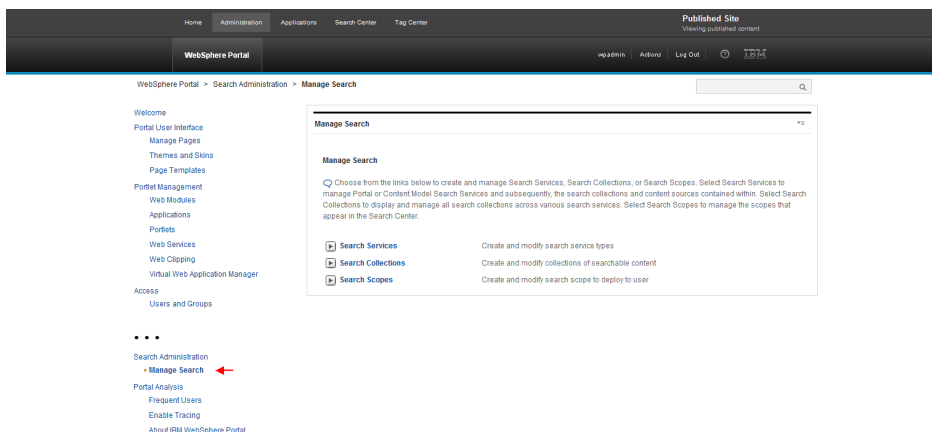 Home Administration Applications Search Center Tag Center
Published Site
Viewing published content
WebSphere Portal
wpadmin Actions Log Out ? IBM
WebSphere Portal > Search Administration > Manage Search
Welcome
Portal User Interface
Manage Pages
Themes and Skins
Page Templates
Portlet Management
Web Modules
Applications
Portlets
Web Services
Web Clipping
Virtual Web Application Manager
Access
Users and Groups
• • •
Search Administration
Manage Search
Portal Analysis
Frequent Users
Enable Tracing
About IBM WebSphere Portal
Manage Search
Manage Search
Choose from the links below to create and manage Search Services, Search Collections, or Search Scopes. Select Search Services to
manage Portal or Content Model Search Services and subsequently, the search collections and content sources contained within. Select Search
Collections to display and manage all search collections across various search services. Select Search Scopes to manage the scopes that
appear in the Search Center.
Search Services Create and modify search service types
Search Collections Create and modify collections of searchable content
Search Scopes Create and modify search scope to deploy to user